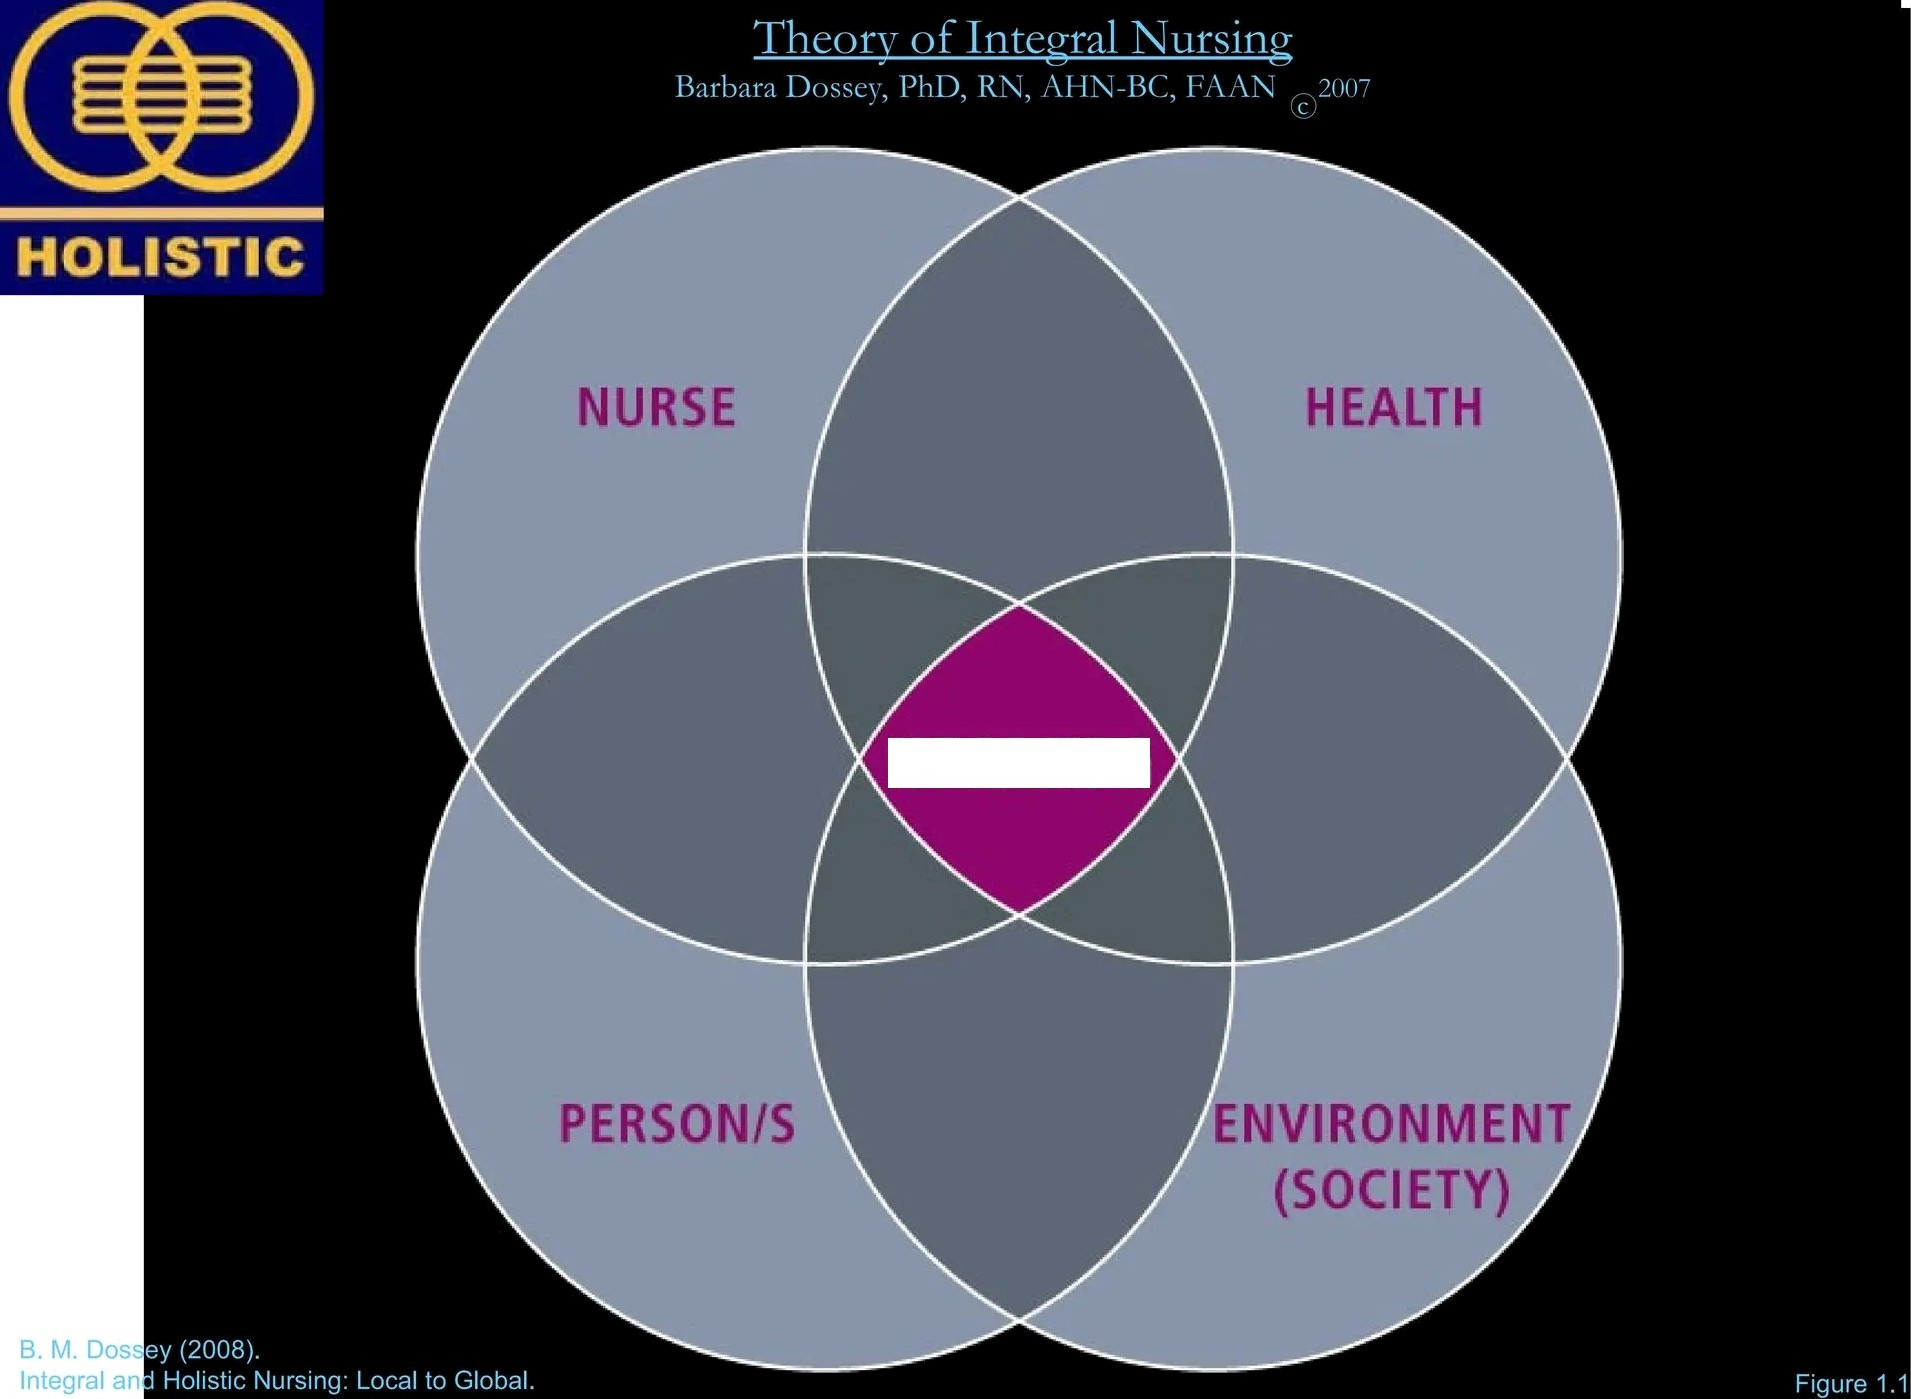 HOLISTIC
Theory of Integral Nursing
Barbara Dossey, PhD, RN, AHN-BC, FAAN ©2007
NURSE
HEALTH
PERSON/S
ENVIRONMENT
(SOCIETY)
B. M. Dossey (2008).
Integral and Holistic Nursing: Local to Global.
Figure 1.1